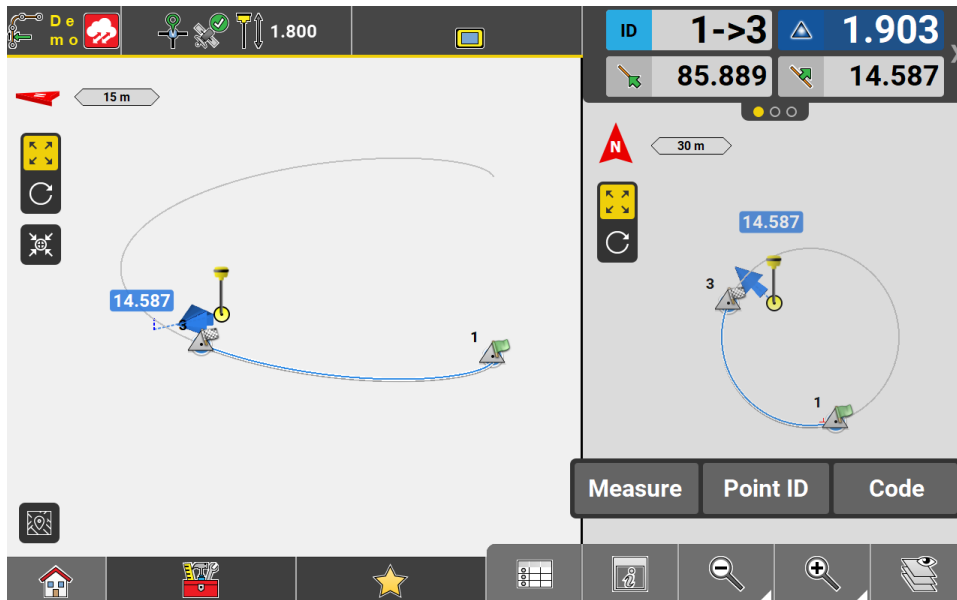 De
mo
1.800
ID
1->3
1.903
85.889
14.587
15 m
N
30 m
14.587
3
1
14.587
3
1
Measure
Point ID
Code